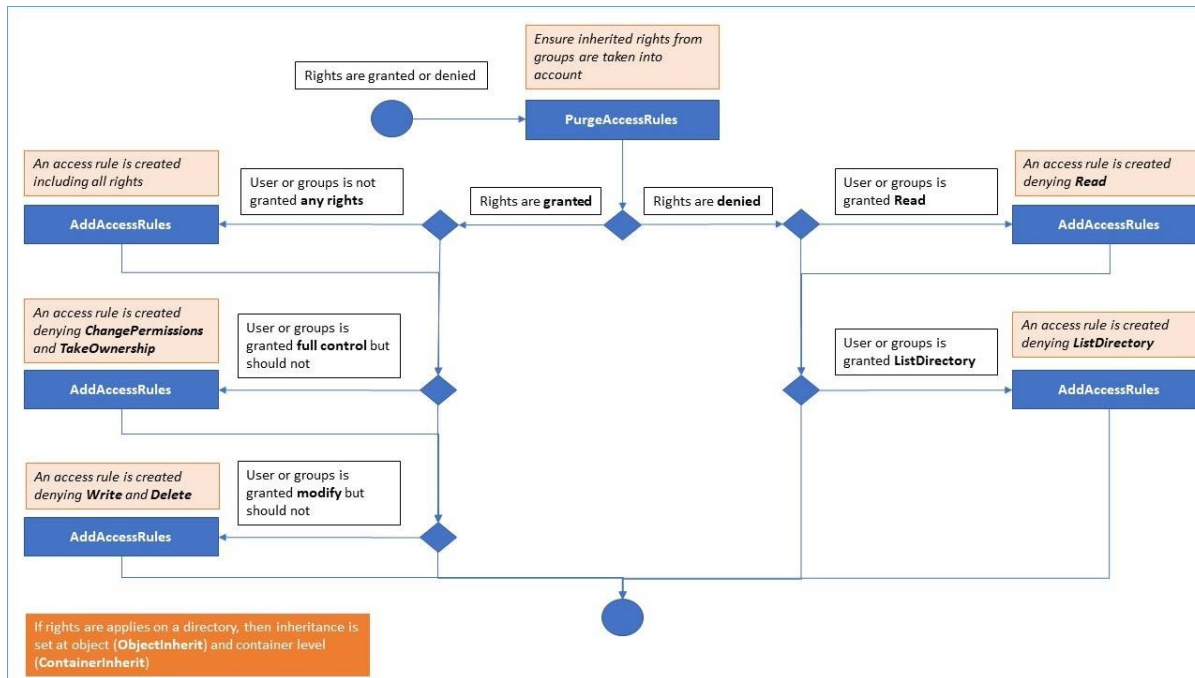 Ensure inherited rights from
groups are taken into
account
Rights are granted or denied
PurgeAccessRules
An access rule is created
including all rights
User or groups is not
granted any rights
Rights are granted
Rights are denied
User or groups is
granted Read
An access rule is created
denying Read
AddAccessRules
AddAccessRules
An access rule is created
denying ChangePermissions
and TakeOwnership
User or groups is
granted full control but
should not
User or groups is
granted ListDirectory
An access rule is created
denying ListDirectory
AddAccessRules
AddAccessRules
An access rule is created
denying Write and Delete
User or groups is
granted modify but
should not
AddAccessRules
If rights are applies on a directory, then inheritance is
set at object (ObjectInherit) and container level
(ContainerInherit)